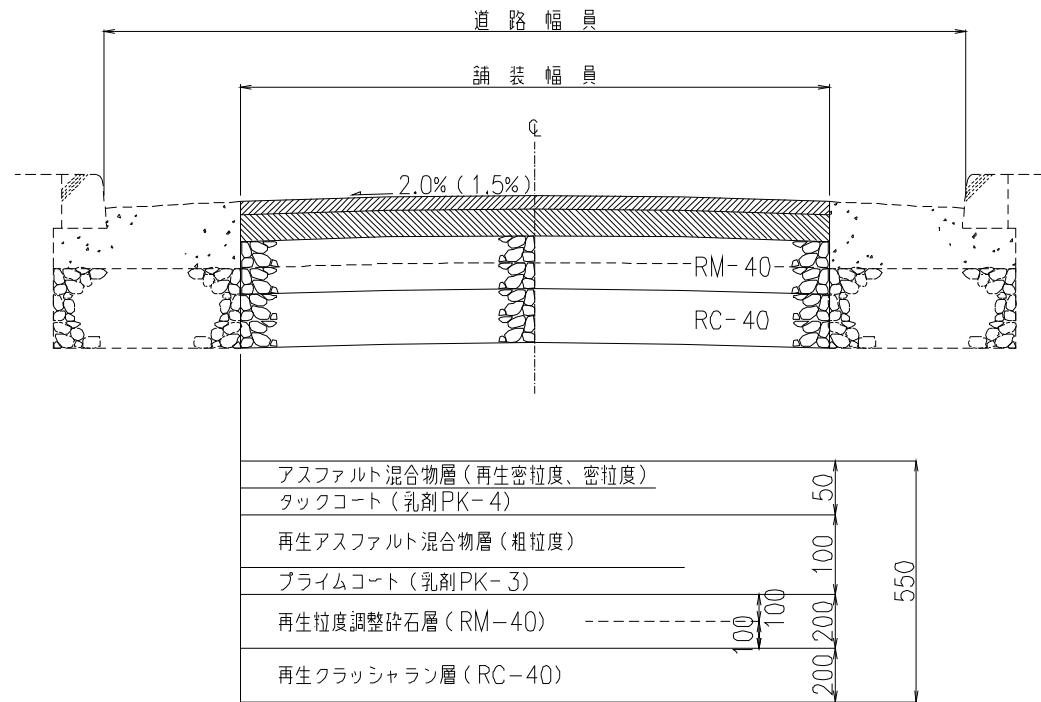 道路幅員
舗装幅員
℄
2.0%(1.5%)
RM-40
RC-40
アスファルト混合物層(再生密粒度、密粒度)
タックコート(乳剤PK-4)
50
再生アスファルト混合物層(粗粒度)
100
プライムコート(乳剤PK-3)
550
再生粒度調整砕石層(RM-40)
100
100
200
再生クラッシャラン層(RC-40)
200